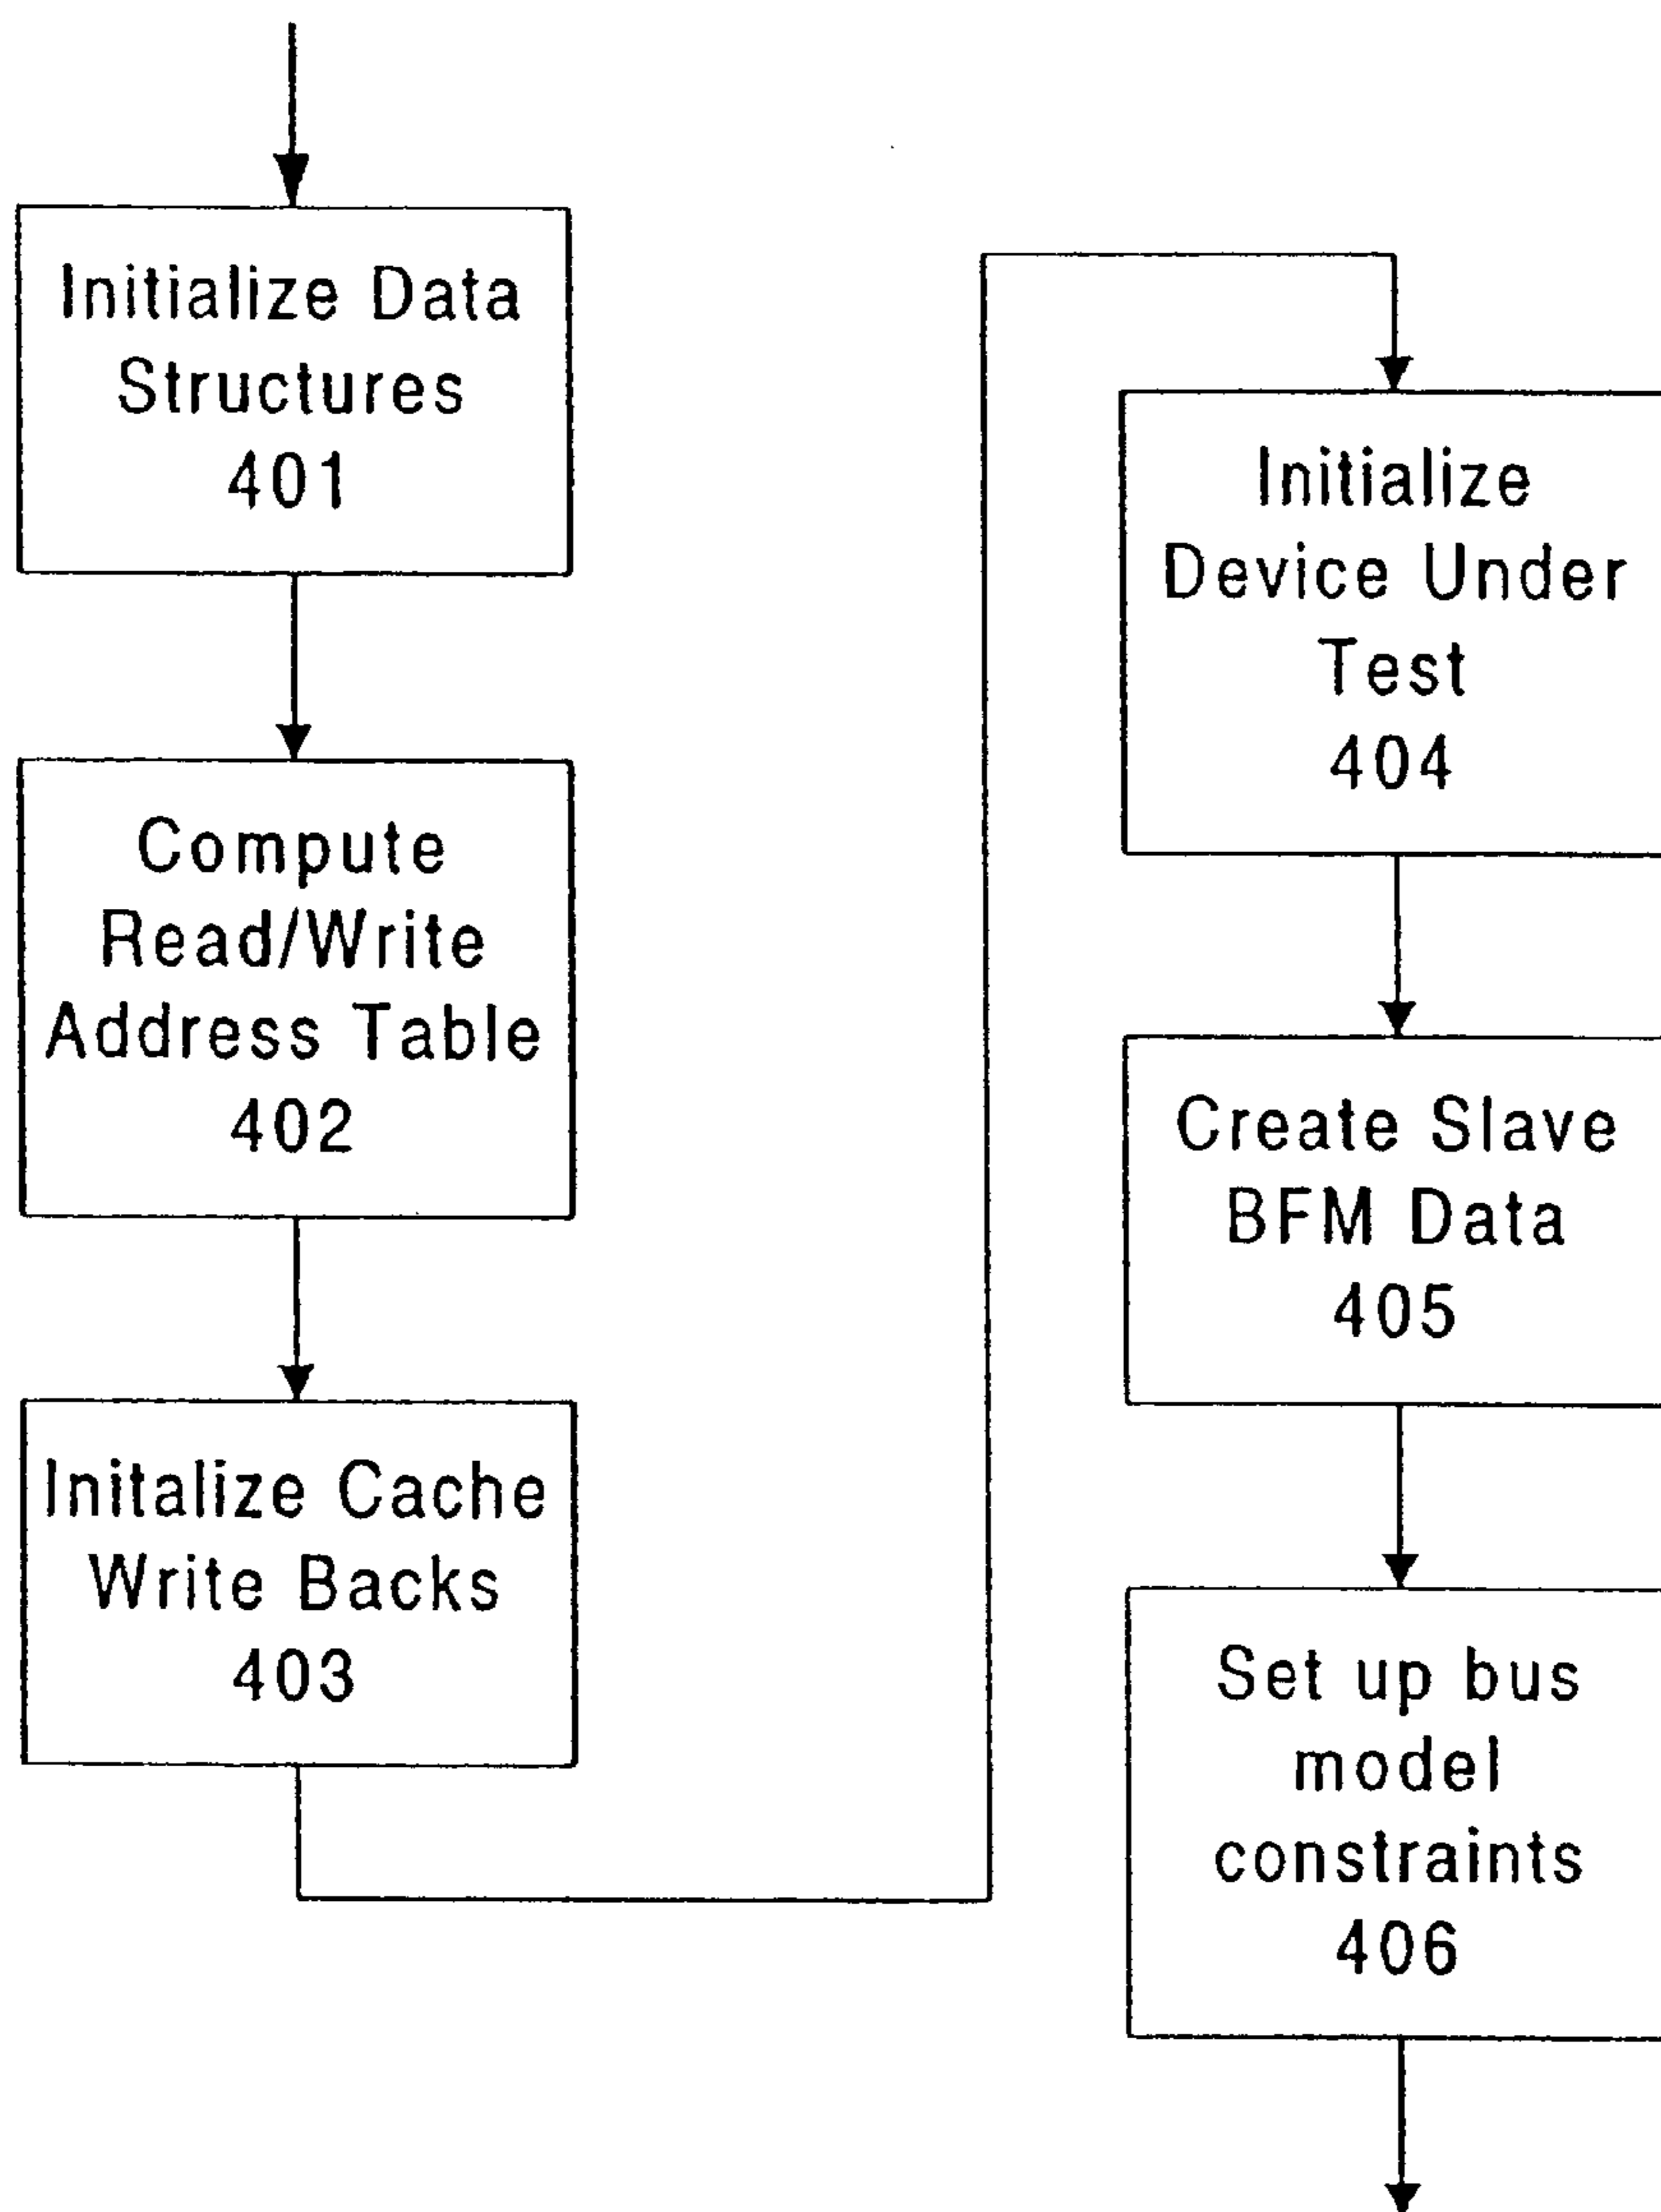 Initialize Data
Structures
401
Compute
Read/Write
Address Table
402
Initalize Cache
Write Backs
403
Initialize
Device Under
Test
404
Create Slave
BFM Data
405
Set up bus
model
constraints
406